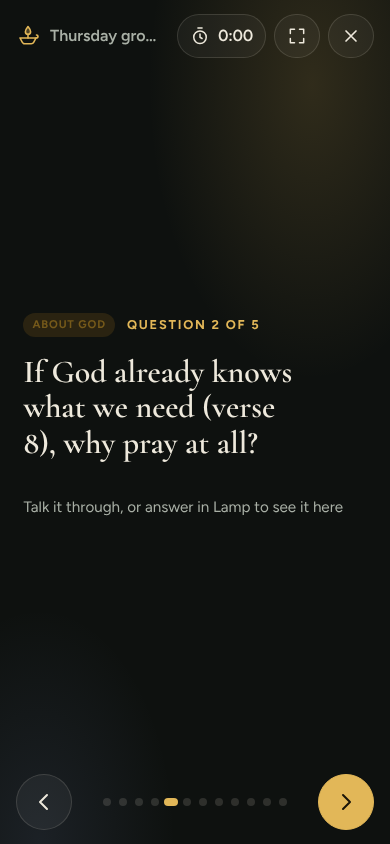 Thursday gro...
0:00
ABOUT GOD
QUESTION 2 OF 5
If God already knows
what we need (verse
8), why pray at all?
Talk it through, or answer in Lamp to see it here